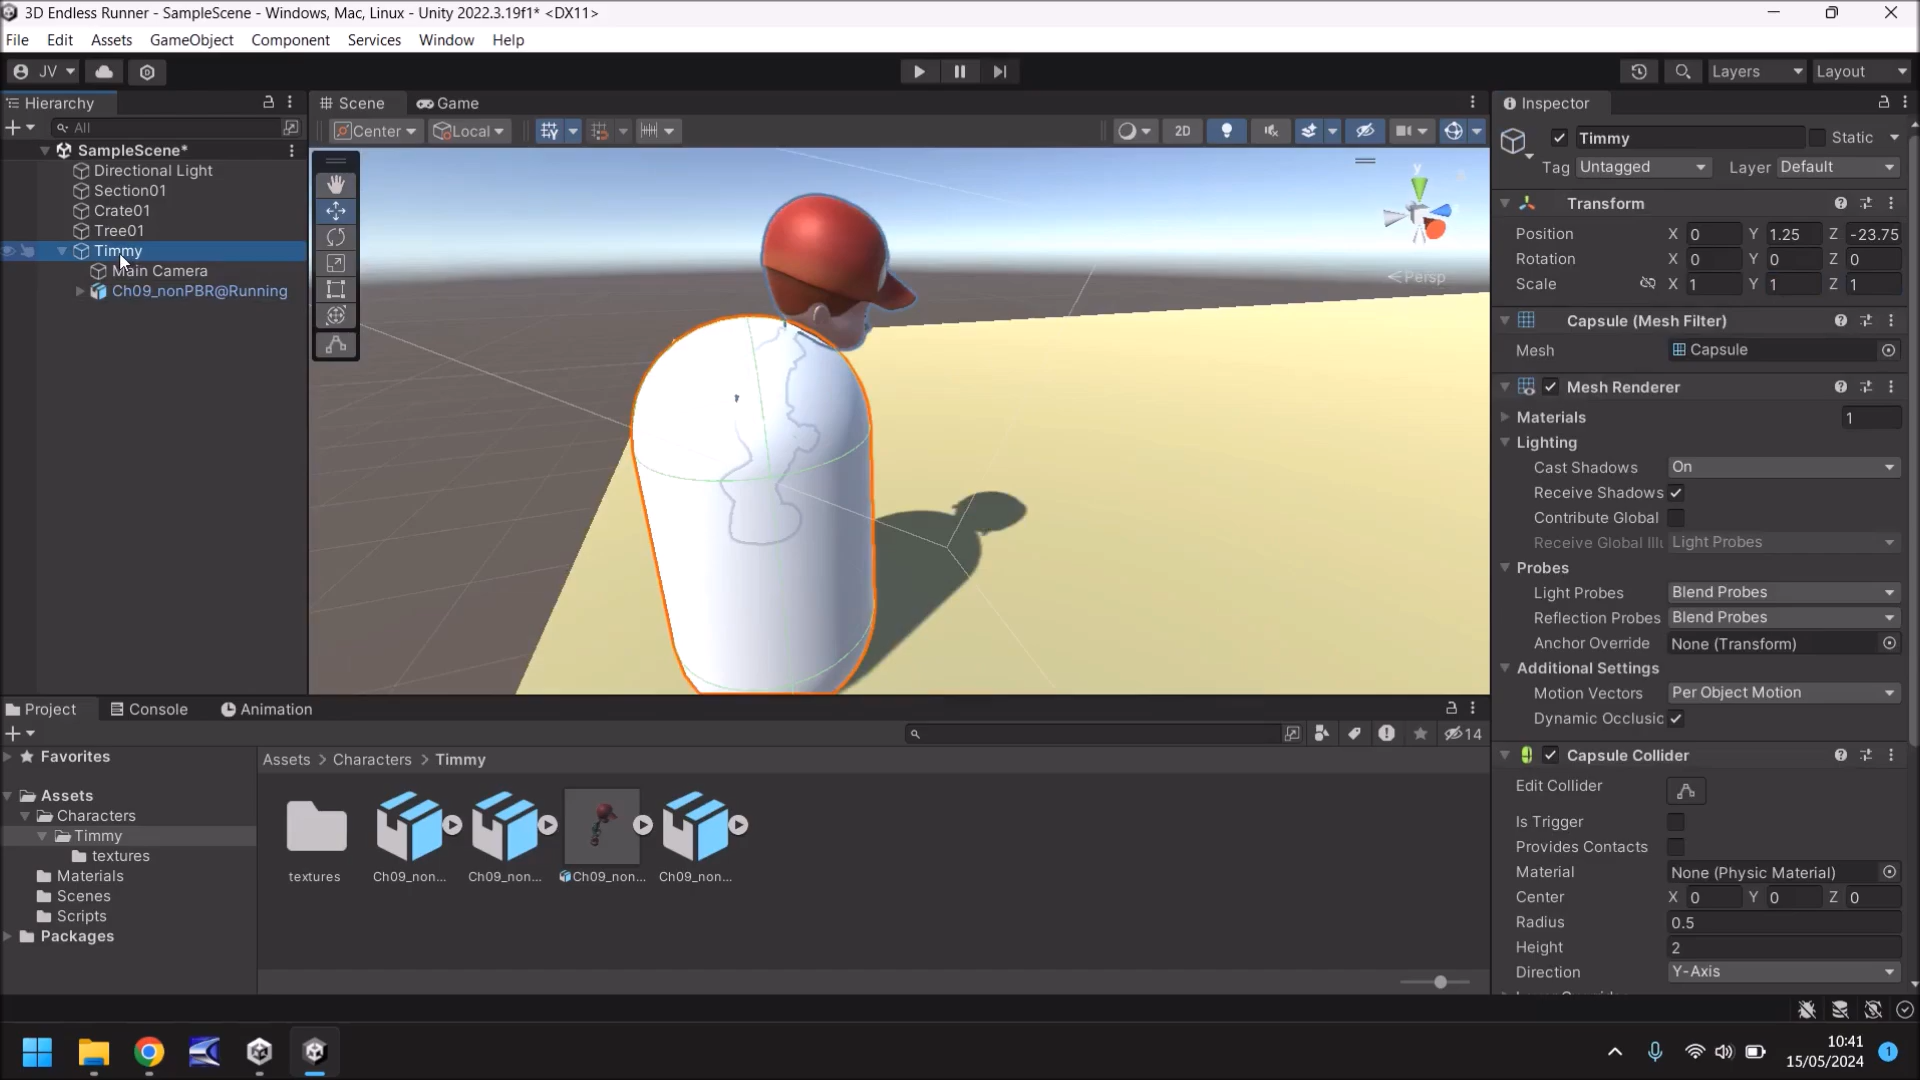 3D Endless Runner - SampleScene - Windows, Mac, Linux - Unity 2022.3.19f1* <DX11>
File Edit Assets GameObject Component Services Window Help
JV Layers Layout
Hierarchy
All
SampleScene*
Directional Light
Section01
Crate01
Tree01
Timmy
Main Camera
Ch09_nonPBR@Running
Scene Game
Center Local 2D
y
Persp
Inspector
Timmy Static
Tag Untagged Layer Default
Transform
Position X 0 Y 1.25 Z -23.75
Rotation X 0 Y 0 Z 0
Scale X 1 Y 1 Z 1
Capsule (Mesh Filter)
Mesh Capsule
Mesh Renderer
Materials 1
Lighting
Cast Shadows On
Receive Shadows
Contribute Global
Receive Global Illu Light Probes
Probes
Light Probes Blend Probes
Reflection Probes Blend Probes
Anchor Override None (Transform)
Additional Settings
Motion Vectors Per Object Motion
Dynamic Occlusic
Capsule Collider
Edit Collider
Is Trigger
Provides Contacts
Material None (Physic Material)
Center X 0 Y 0 Z 0
Radius 0.5
Height 2
Direction Y-Axis
Project Console Animation
14
Favorites
Assets
Characters
Timmy
textures
Materials
Scenes
Scripts
Packages
Assets > Characters > Timmy
textures Ch09_non... Ch09_non... Ch09_non... Ch09_non...
10:41
15/05/2024
1